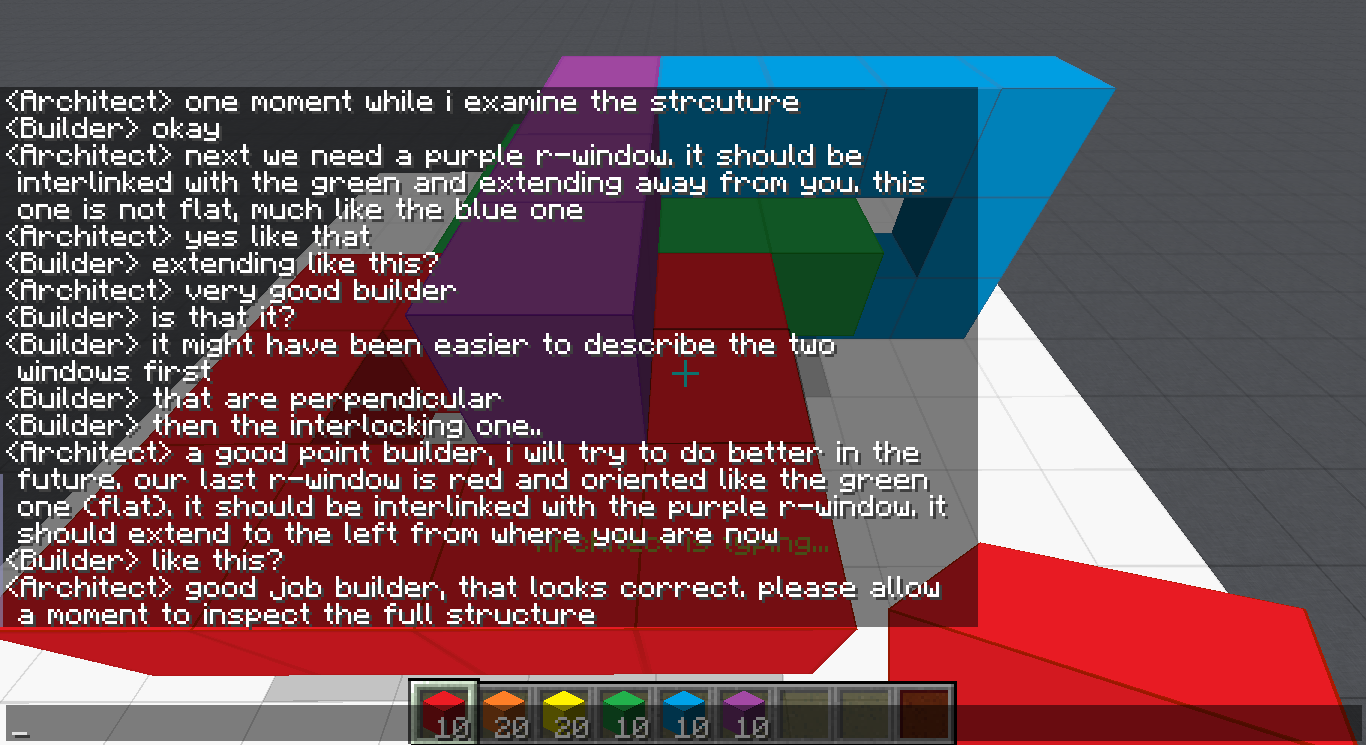 <Architect> one moment while i examine the strcuture
<Builder> okay
<Architect> next we need a purple r-window. it should be
interlinked with the green and extending away from you. this
one is not flat, much like the blue one
<Architect> yes like that
<Builder> extending like this?
<Architect> very good builder
<Builder> is that it?
<Builder> it might have been easier to describe the two
windows first
<Builder> that are perpendicular
<Builder> then the interlocking one..
<Architect> a good point builder, i will try to do better in the
future. our last r-window is red and oriented like the green
one (flat). it should be interlinked with the purple r-window. it
should extend to the left from where you are now
Architect is typing...
<Builder> like this?
<Architect> good job builder, that looks correct. please allow
a moment to inspect the full structure
10 20 20 10 10 10
_